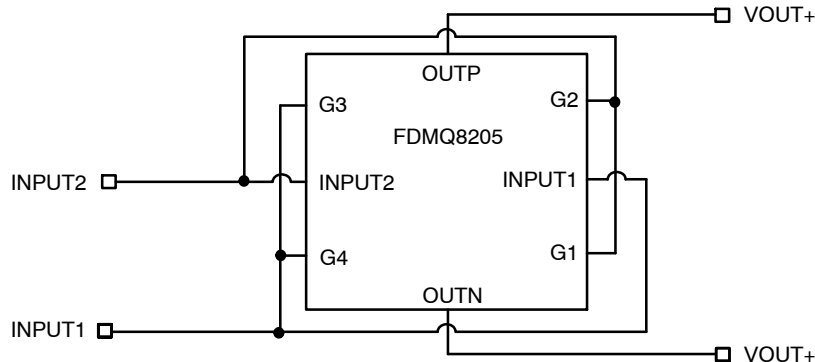 VOUT+
OUTP
G3
G2
FDMQ8205
INPUT2
INPUT2
INPUT1
G4
G1
OUTN
INPUT1
VOUT+